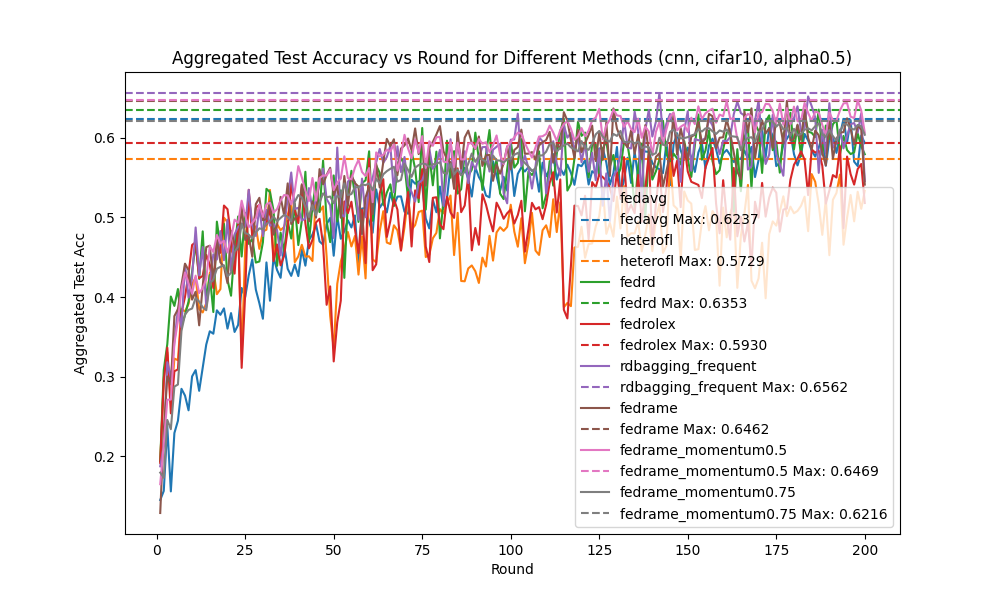 Aggregated Test Accuracy vs Round for Different Methods (cnn, cifar10, alpha0.5)
Aggregated Test Acc
0.6
0.5
0.4
0.3
0.2
fedavg
fedavg Max: 0.6237
heterofl
heterofl Max: 0.5729
fedrd
fedrd Max: 0.6353
fedrolex
fedrolex Max: 0.5930
rdbagging_frequent
rdbagging_frequent Max: 0.6562
fedrame
fedrame Max: 0.6462
fedrame_momentum0.5
fedrame_momentum0.5 Max: 0.6469
fedrame_momentum0.75
fedrame_momentum0.75 Max: 0.6216
0 25 50 75 100 125 150 175 200
Round